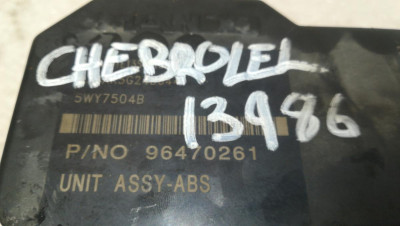 CHEBROLEL
13986
5WY7504B
P/NO 96470261
UNIT ASSY-ABS